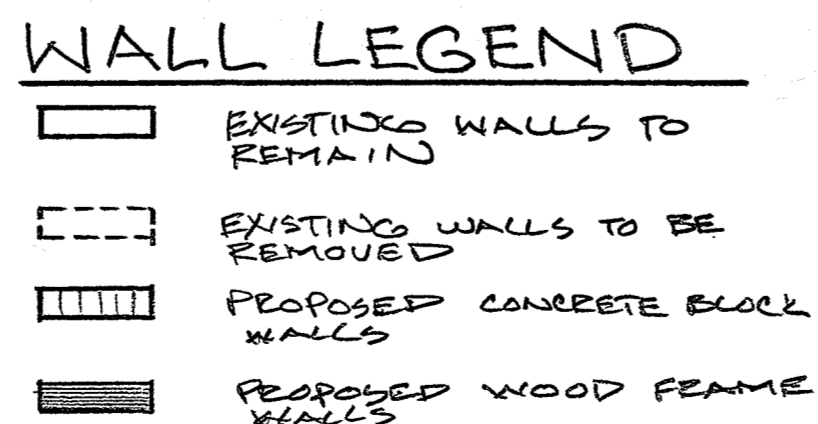 WALL LEGEND
EXISTING WALLS TO
REMAIN
EXISTING WALLS TO BE
REMOVED
PROPOSED CONCRETE BLOCK
WALLS
PROPOSED WOOD FRAME
WALLS